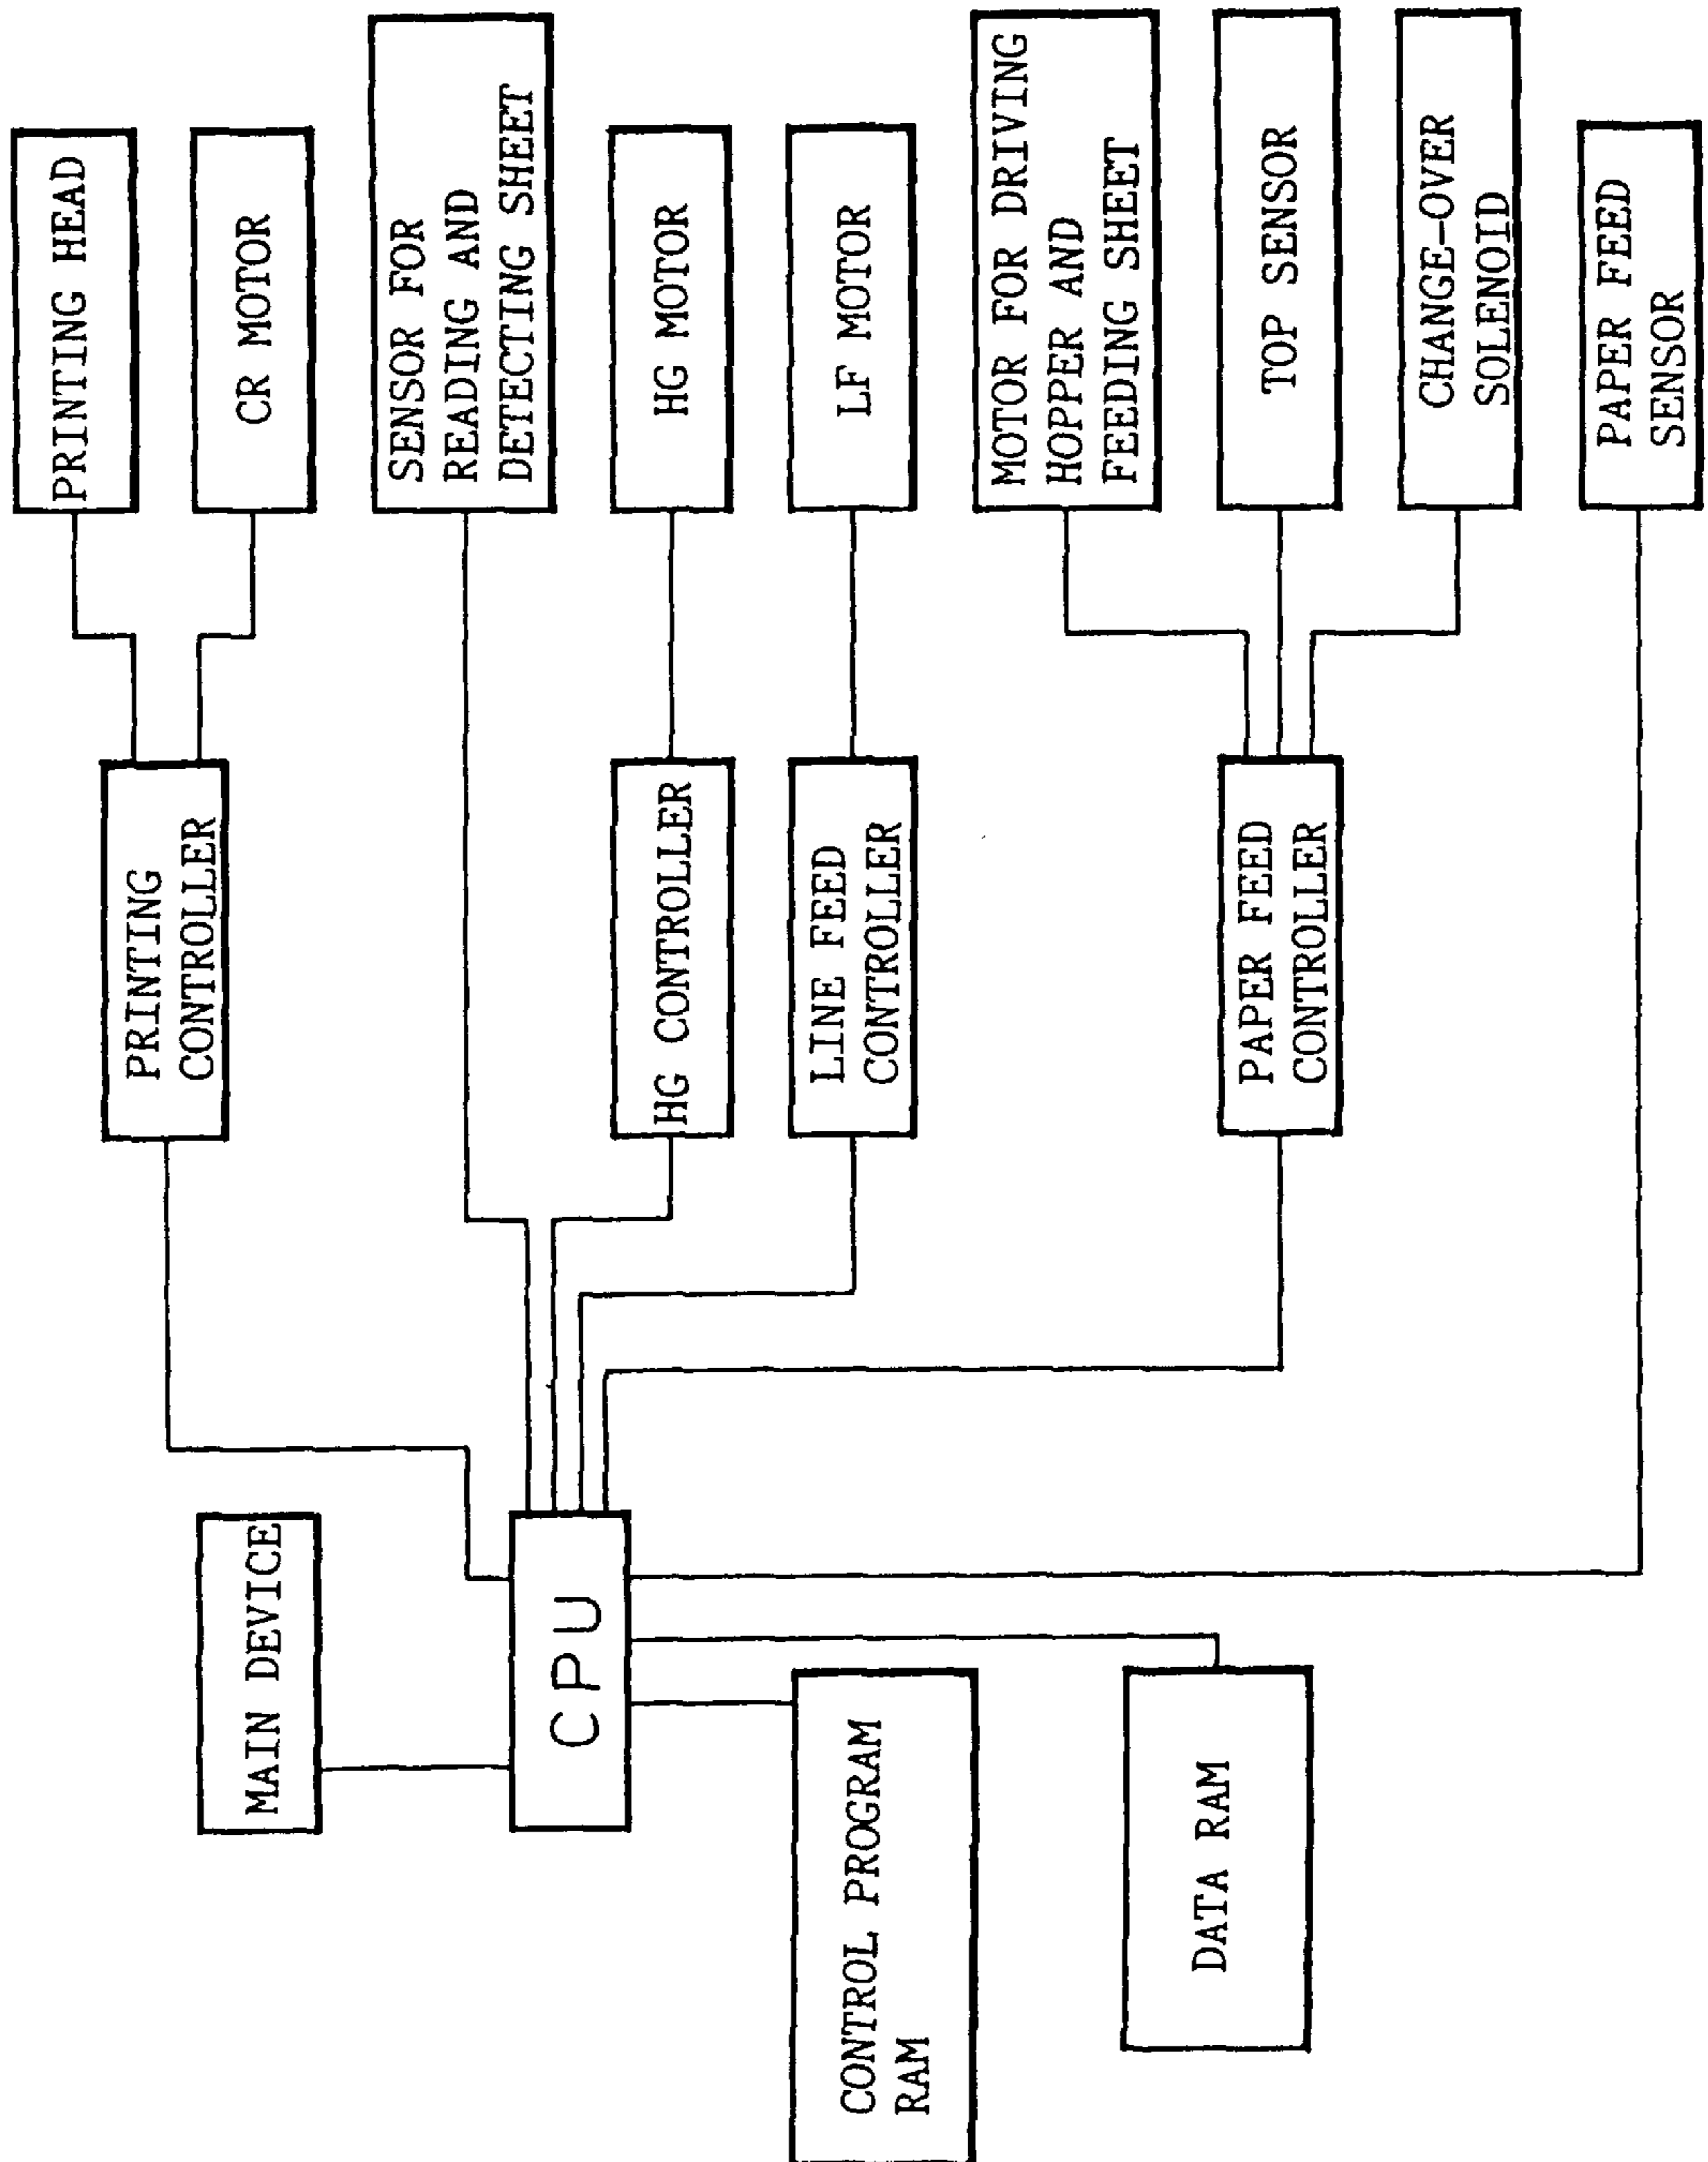 PRINTING HEAD
CR MOTOR
SENSOR FOR
READING AND
DETECTING SHEET
HG MOTOR
LF MOTOR
MOTOR FOR DRIVING
HOPPER AND
FEEDING SHEET
TOP SENSOR
CHANGE-OVER
SOLENOID
PAPER FEED
SENSOR
PRINTING
CONTROLLER
HG CONTROLLER
LINE FEED
CONTROLLER
PAPER FEED
CONTROLLER
MAIN DEVICE
CPU
CONTROL PROGRAM
RAM
DATA RAM